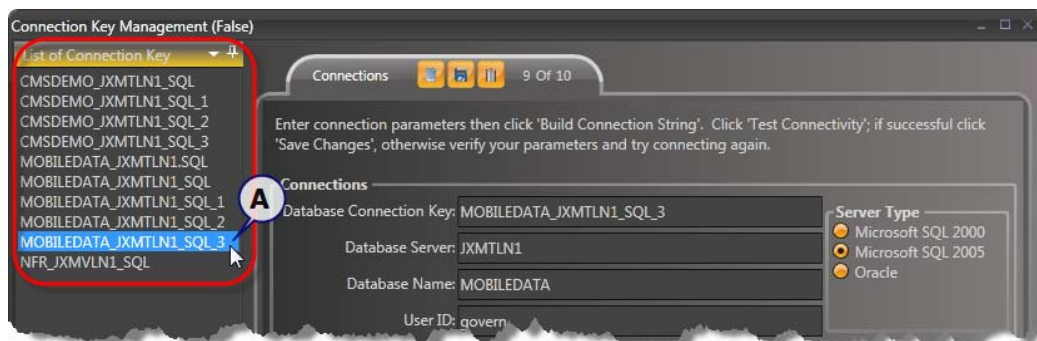 Connection Key Management (False)
List of Connection Key
CMSDEMO_JXMTLN1_SQL
CMSDEMO_JXMTLN1_SQL_1
CMSDEMO_JXMTLN1_SQL_2
CMSDEMO_JXMTLN1_SQL_3
MOBILEDATA_JXMTLN1.SQL
MOBILEDATA_JXMTLN1_SQL
MOBILEDATA_JXMTLN1_SQL_1
MOBILEDATA_JXMTLN1_SQL_2
MOBILEDATA_JXMTLN1_SQL_3
NFR_JXMVLN1_SQL
A
Connections 9 Of 10
Enter connection parameters then click 'Build Connection String'. Click 'Test Connectivity'; if successful click
'Save Changes', otherwise verify your parameters and try connecting again.
Connections
Database Connection Key: MOBILEDATA_JXMTLN1_SQL_3
Database Server: JXMTLN1
Database Name: MOBILEDATA
User ID: govern
Server Type
Microsoft SQL 2000
Microsoft SQL 2005
Oracle